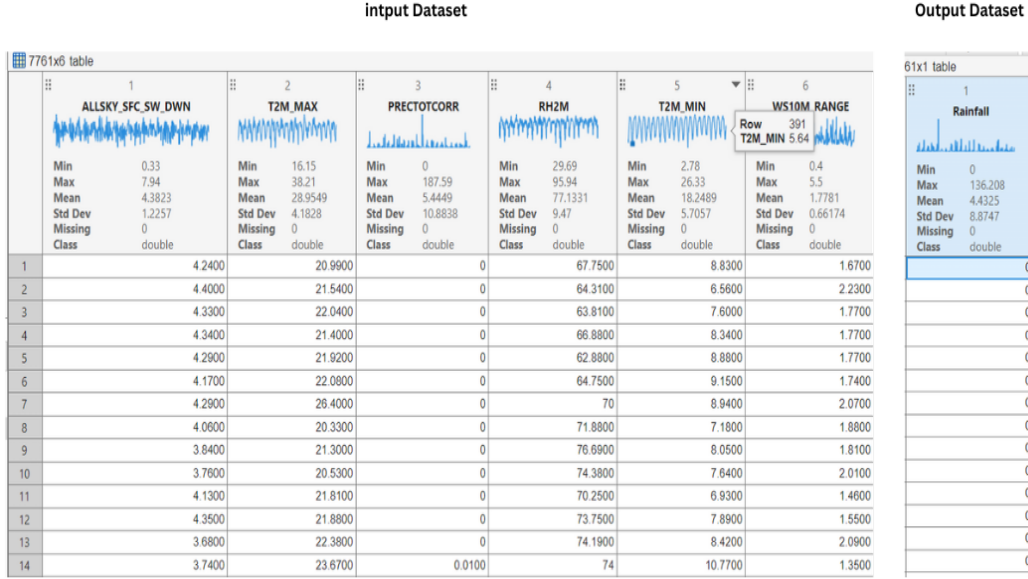 intput Dataset Output Dataset
7761x6 table 61x1 table
1 2 3 4 5 6 1
ALLSKY_SFC_SW_DWN T2M_MAX PRECTOTCORR RH2M T2M_MIN WS10M_RANGE Rainfall
Row 391
T2M_MIN 5.64
Min 0.33 Min 16.15 Min 0 Min 29.69 Min 2.78 Min 0.4 Min 0
Max 7.94 Max 38.21 Max 187.59 Max 95.94 Max 26.33 Max 5.5 Max 136.208
Mean 4.3823 Mean 28.9549 Mean 5.4449 Mean 77.1331 Mean 18.2489 Mean 1.7781 Mean 4.4325
Std Dev 1.2257 Std Dev 4.1828 Std Dev 10.8838 Std Dev 9.47 Std Dev 5.7057 Std Dev 0.66174 Std Dev 8.8747
Missing 0 Missing 0 Missing 0 Missing 0 Missing 0 Missing 0 Missing 0
Class double Class double Class double Class double Class double Class double Class double
1 4.2400 20.9900 0 67.7500 8.8300 1.6700
2 4.4000 21.5400 0 64.3100 6.5600 2.2300
3 4.3300 22.0400 0 63.8100 7.6000 1.7700
4 4.3400 21.4000 0 66.8800 8.3400 1.7700
5 4.2900 21.9200 0 62.8800 8.8800 1.7700
6 4.1700 22.0800 0 64.7500 9.1500 1.7400
7 4.2900 26.4000 0 70 8.9400 2.0700
8 4.0600 20.3300 0 71.8800 7.1800 1.8800
9 3.8400 21.3000 0 76.6900 8.0500 1.8100
10 3.7600 20.5300 0 74.3800 7.6400 2.0100
11 4.1300 21.8100 0 70.2500 6.9300 1.4600
12 4.3500 21.8800 0 73.7500 7.8900 1.5500
13 3.6800 22.3800 0 74.1900 8.4200 2.0900
14 3.7400 23.6700 0.0100 74 10.7700 1.3500